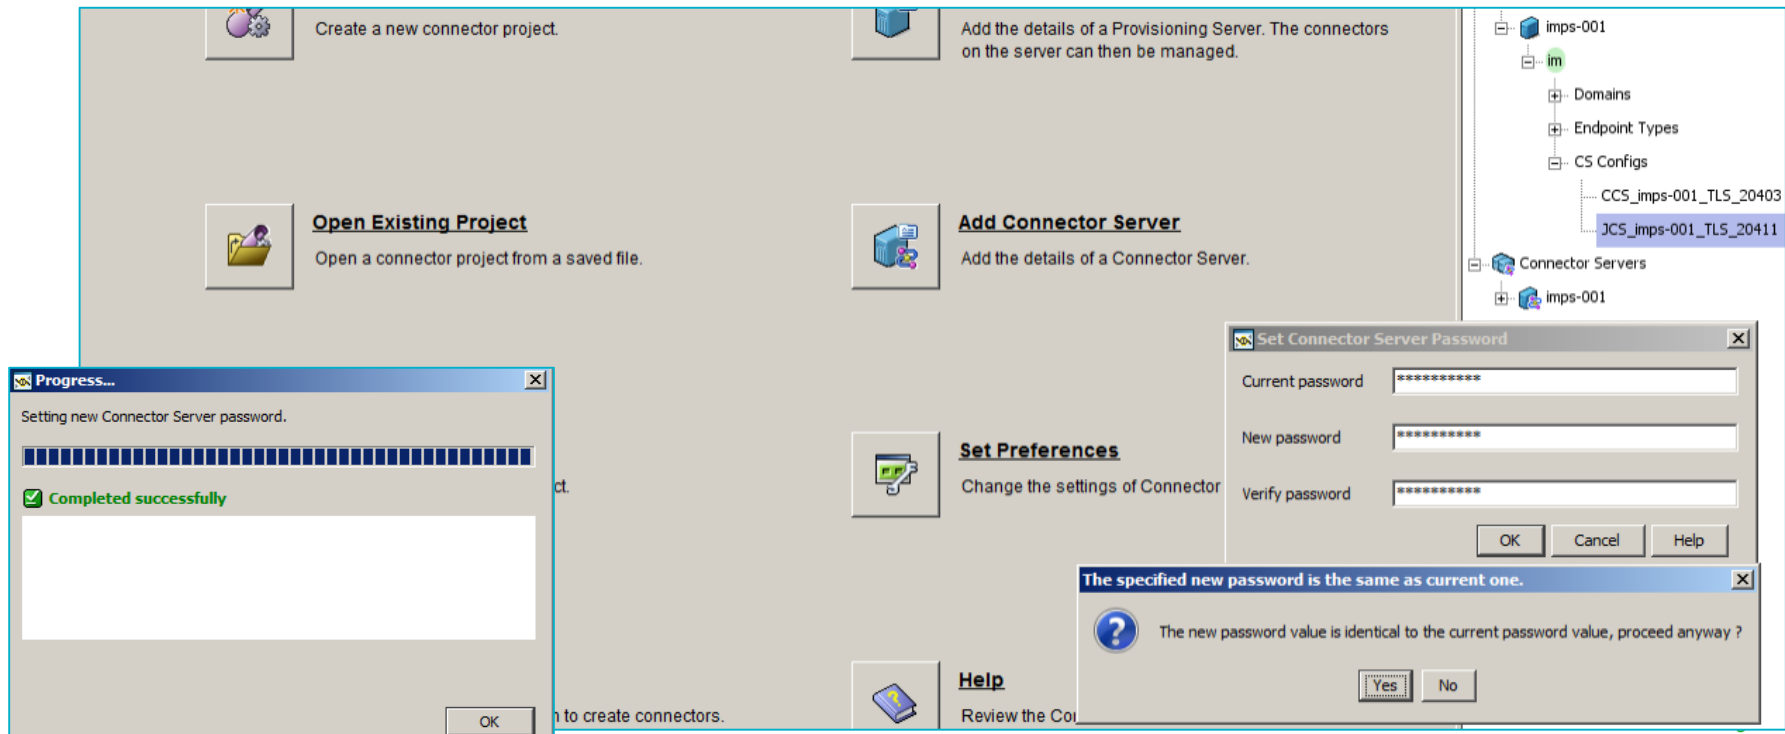 Create a new connector project.
Add the details of a Provisioning Server. The connectors
on the server can then be managed.
imps-001
im
Domains
Endpoint Types
CS Configs
CCS_imps-001_TLS_20403
JCS_imps-001_TLS_20411
Connector Servers
imps-001
Open Existing Project
Open a connector project from a saved file.
Add Connector Server
Add the details of a Connector Server.
Set Connector Server Password
Current password
**********
New password
**********
Verify password
**********
OK
Cancel
Help
Progress...
Setting new Connector Server password.
Completed successfully
OK
ct.
Set Preferences
Change the settings of Connector
The specified new password is the same as current one.
The new password value is identical to the current password value, proceed anyway ?
Yes
No
to create connectors.
Help
Review the